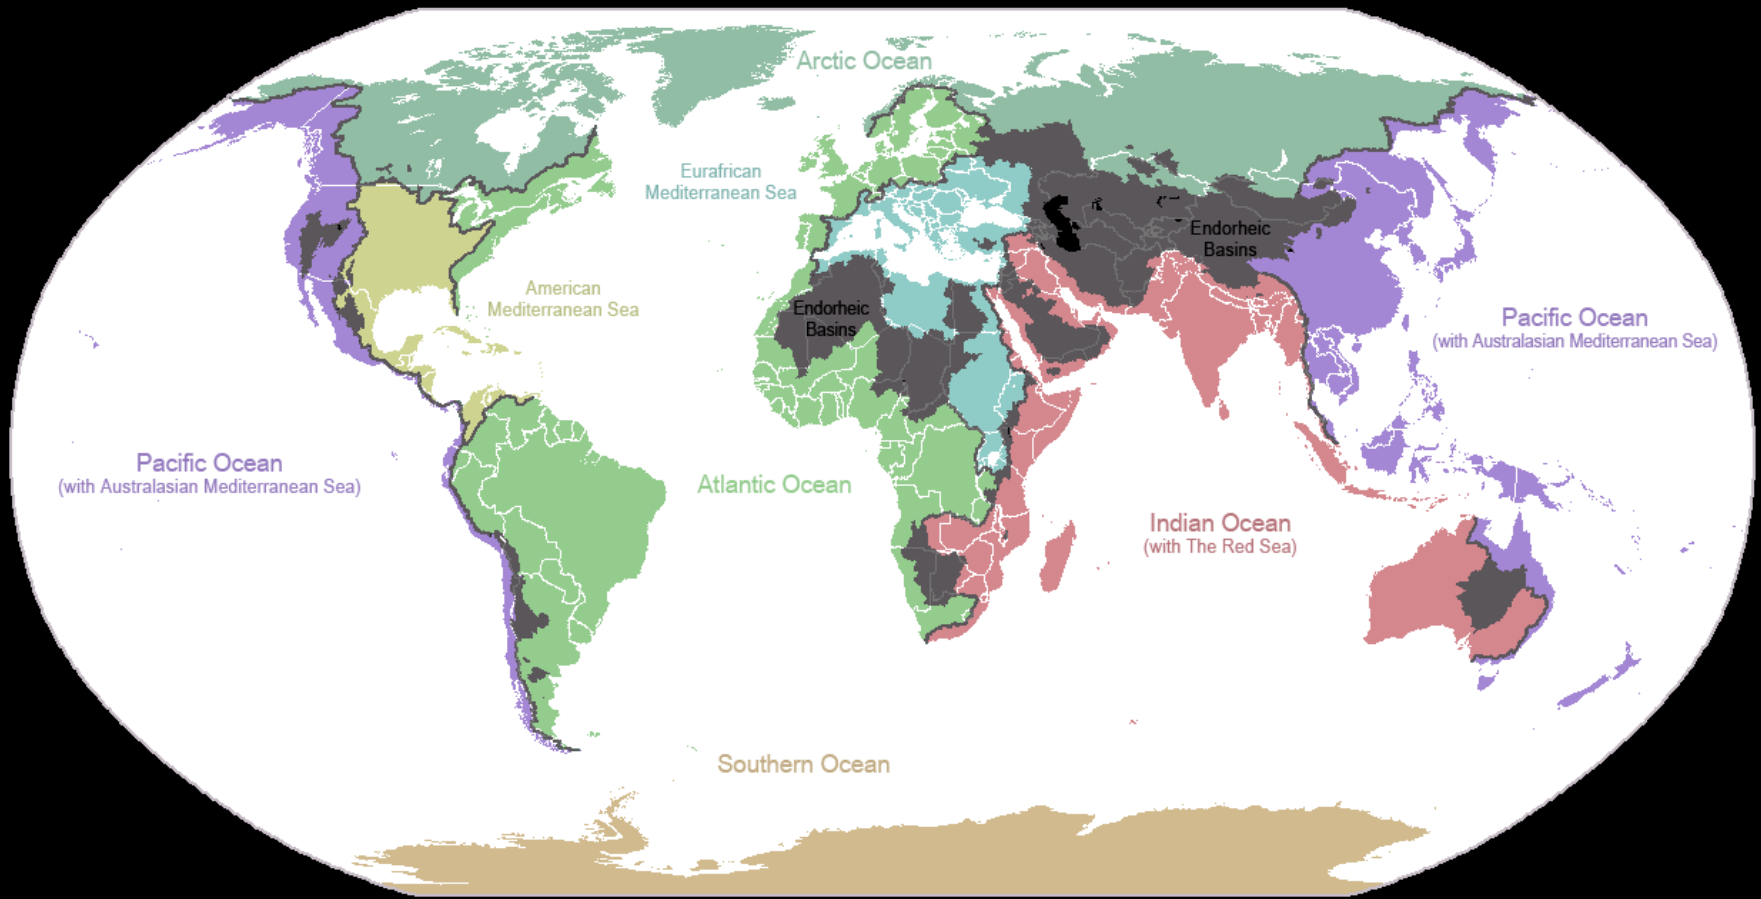 Arctic Ocean
Eurafrican
Mediterranean Sea
Endorheic
Basins
American
Mediterranean Sea
Endorheic
Basins
Pacific Ocean
(with Australasian Mediterranean Sea)
Pacific Ocean
(with Australasian Mediterranean Sea)
Atlantic Ocean
Indian Ocean
(with The Red Sea)
Southern Ocean